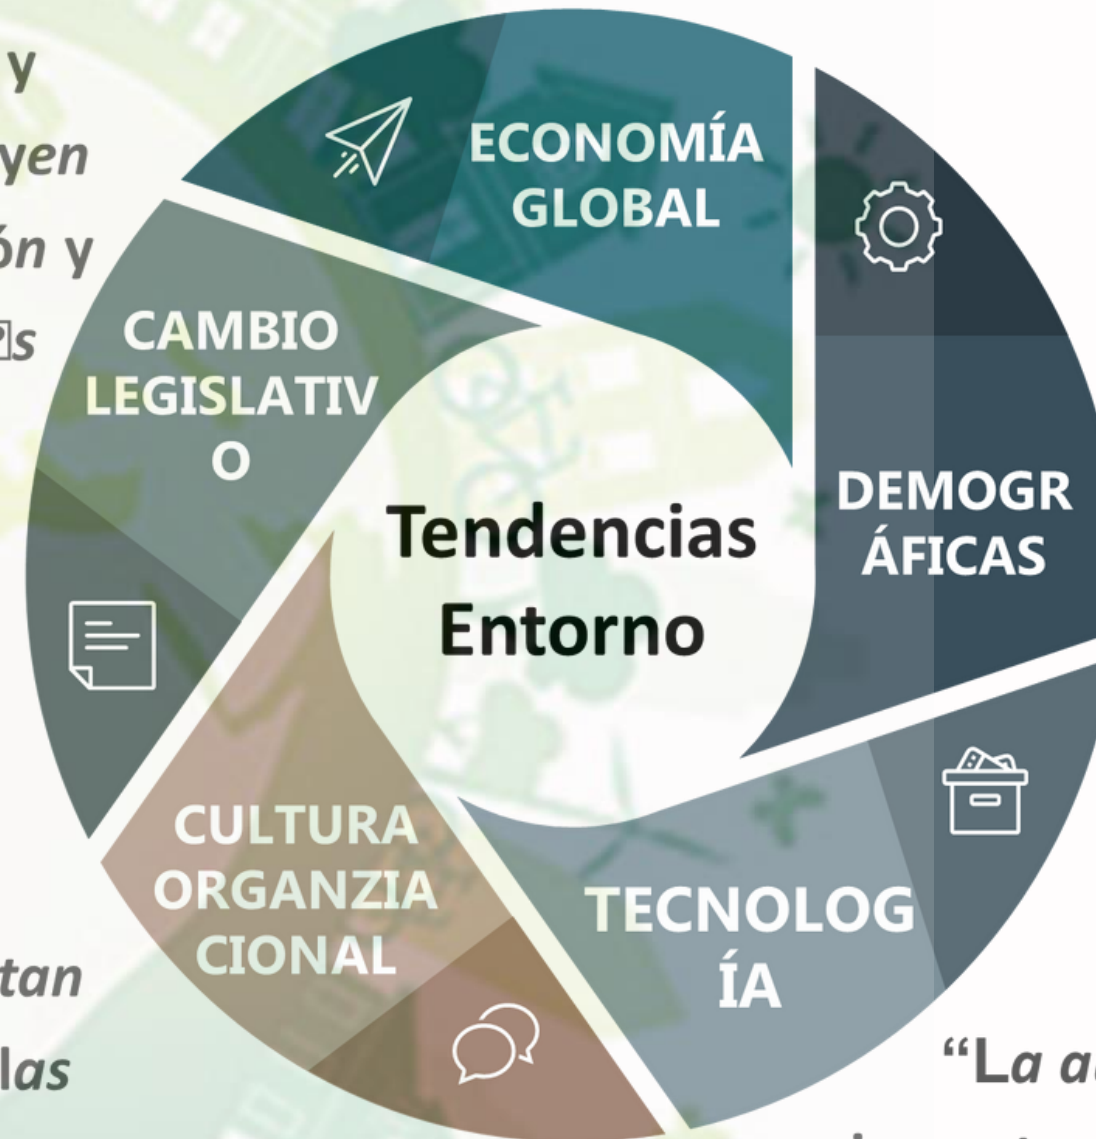 y
yen
ón y
s
ECONOMÍA
GLOBAL
CAMBIO
LEGISLATIV
O
DEMOGR
ÁFICAS
Tendencias
Entorno
CULTURA
ORGANZIA
CIONAL
TECNOLOG
ÍA
tan
las
“La